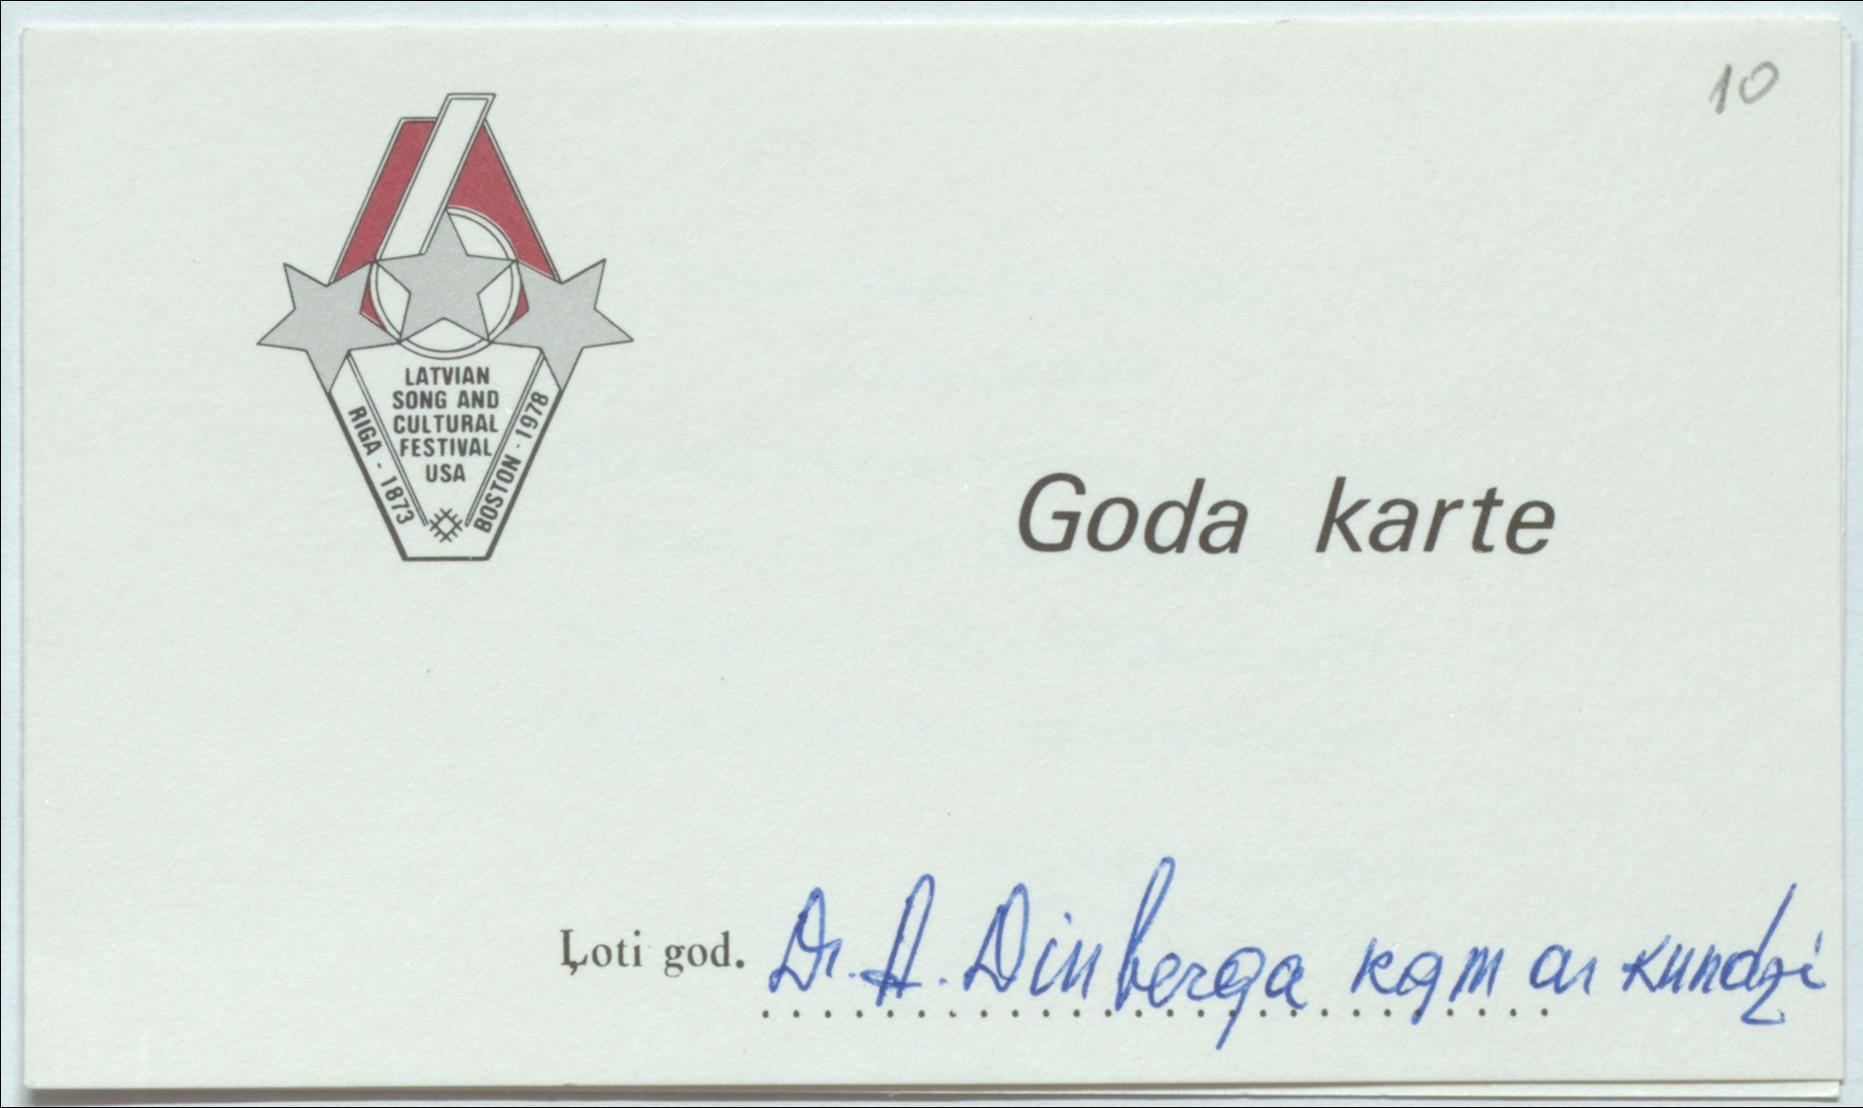 10
LATVIAN
SONG AND
CULTURAL
FESTIVAL
USA
RIGA - 1873
BOSTON - 1978
Goda karte
Ļoti god. Dr. A. Dinberga kgm ar kundzi